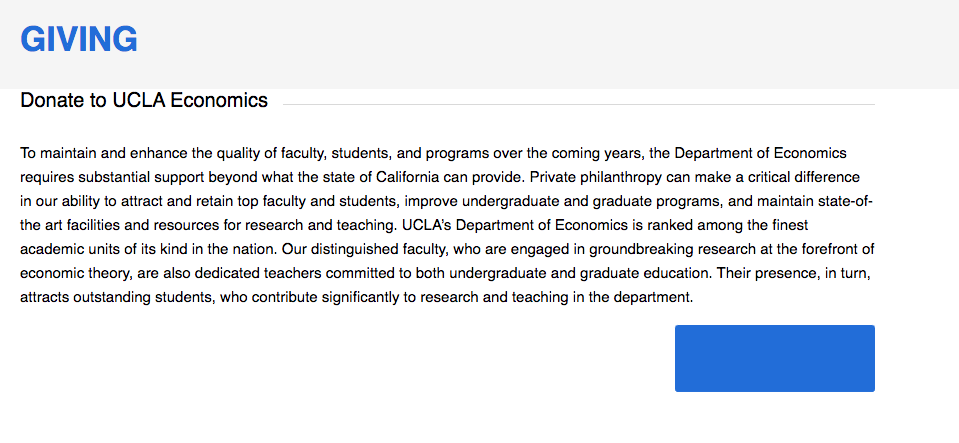 GIVING
Donate to UCLA Economics
To maintain and enhance the quality of faculty, students, and programs over the coming years, the Department of Economics
requires substantial support beyond what the state of California can provide. Private philanthropy can make a critical difference
in our ability to attract and retain top faculty and students, improve undergraduate and graduate programs, and maintain state-of-
the art facilities and resources for research and teaching. UCLA’s Department of Economics is ranked among the finest
academic units of its kind in the nation. Our distinguished faculty, who are engaged in groundbreaking research at the forefront of
economic theory, are also dedicated teachers committed to both undergraduate and graduate education. Their presence, in turn,
attracts outstanding students, who contribute significantly to research and teaching in the department.